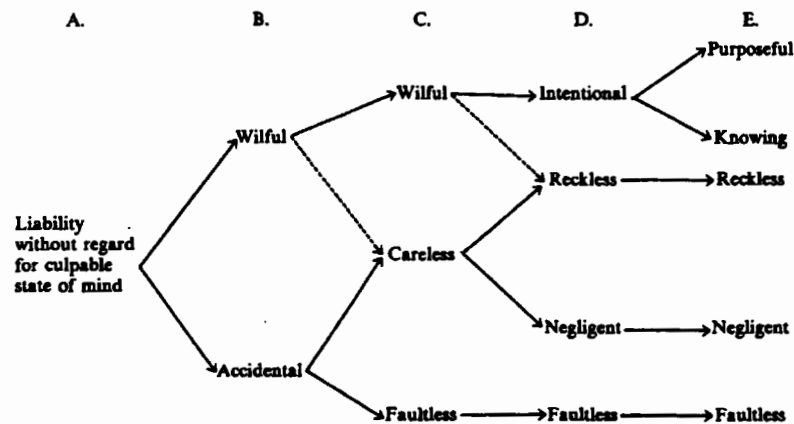 A. B. C. D. E.
Purposeful
Wilful Intentional
Wilful Knowing
Reckless Reckless
Liability
without regard
for culpable
state of mind
Careless
Negligent Negligent
Accidental
Faultless Faultless Faultless